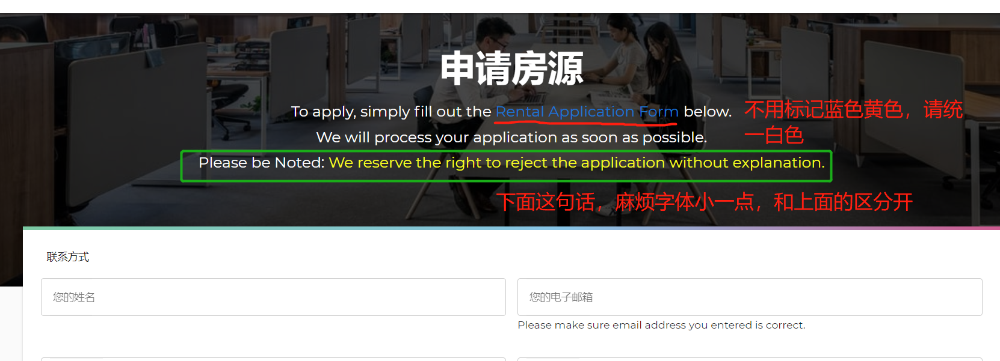 申请房源
To apply, simply fill out the Rental Application Form below.
不用标记蓝色黄色，请统
一白色
We will process your application as soon as possible.
Please be Noted: We reserve the right to reject the application without explanation.
下面这句话，麻烦字体小一点，和上面的区分开
联系方式
您的姓名
您的电子邮箱
Please make sure email address you entered is correct.